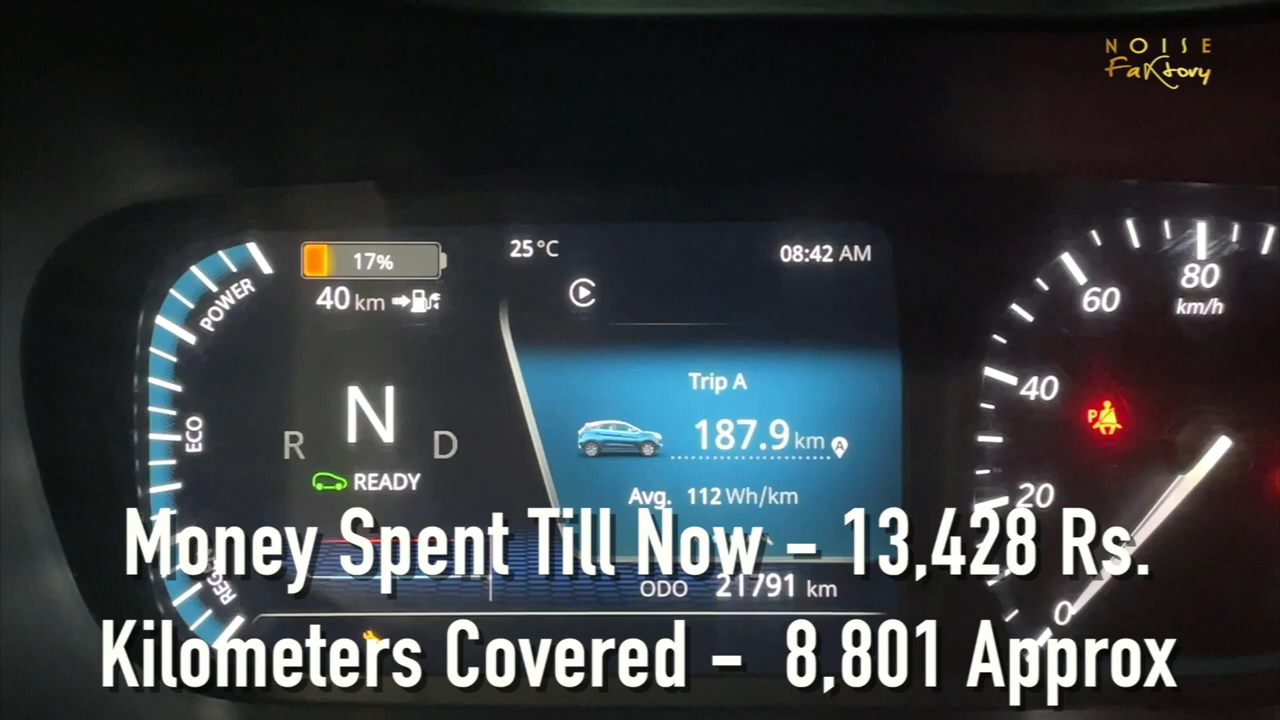 NOISE
Faktory
25°C
08:42 AM
17%
40 km
POWER
ECO
REGEN
R N D
READY
Trip A
187.9 km A
Avg. 112 Wh/km
ODO 21791 km
80
km/h
60
40
20
0
P
Money Spent Till Now - 13,428 Rs.
Kilometers Covered - 8,801 Approx